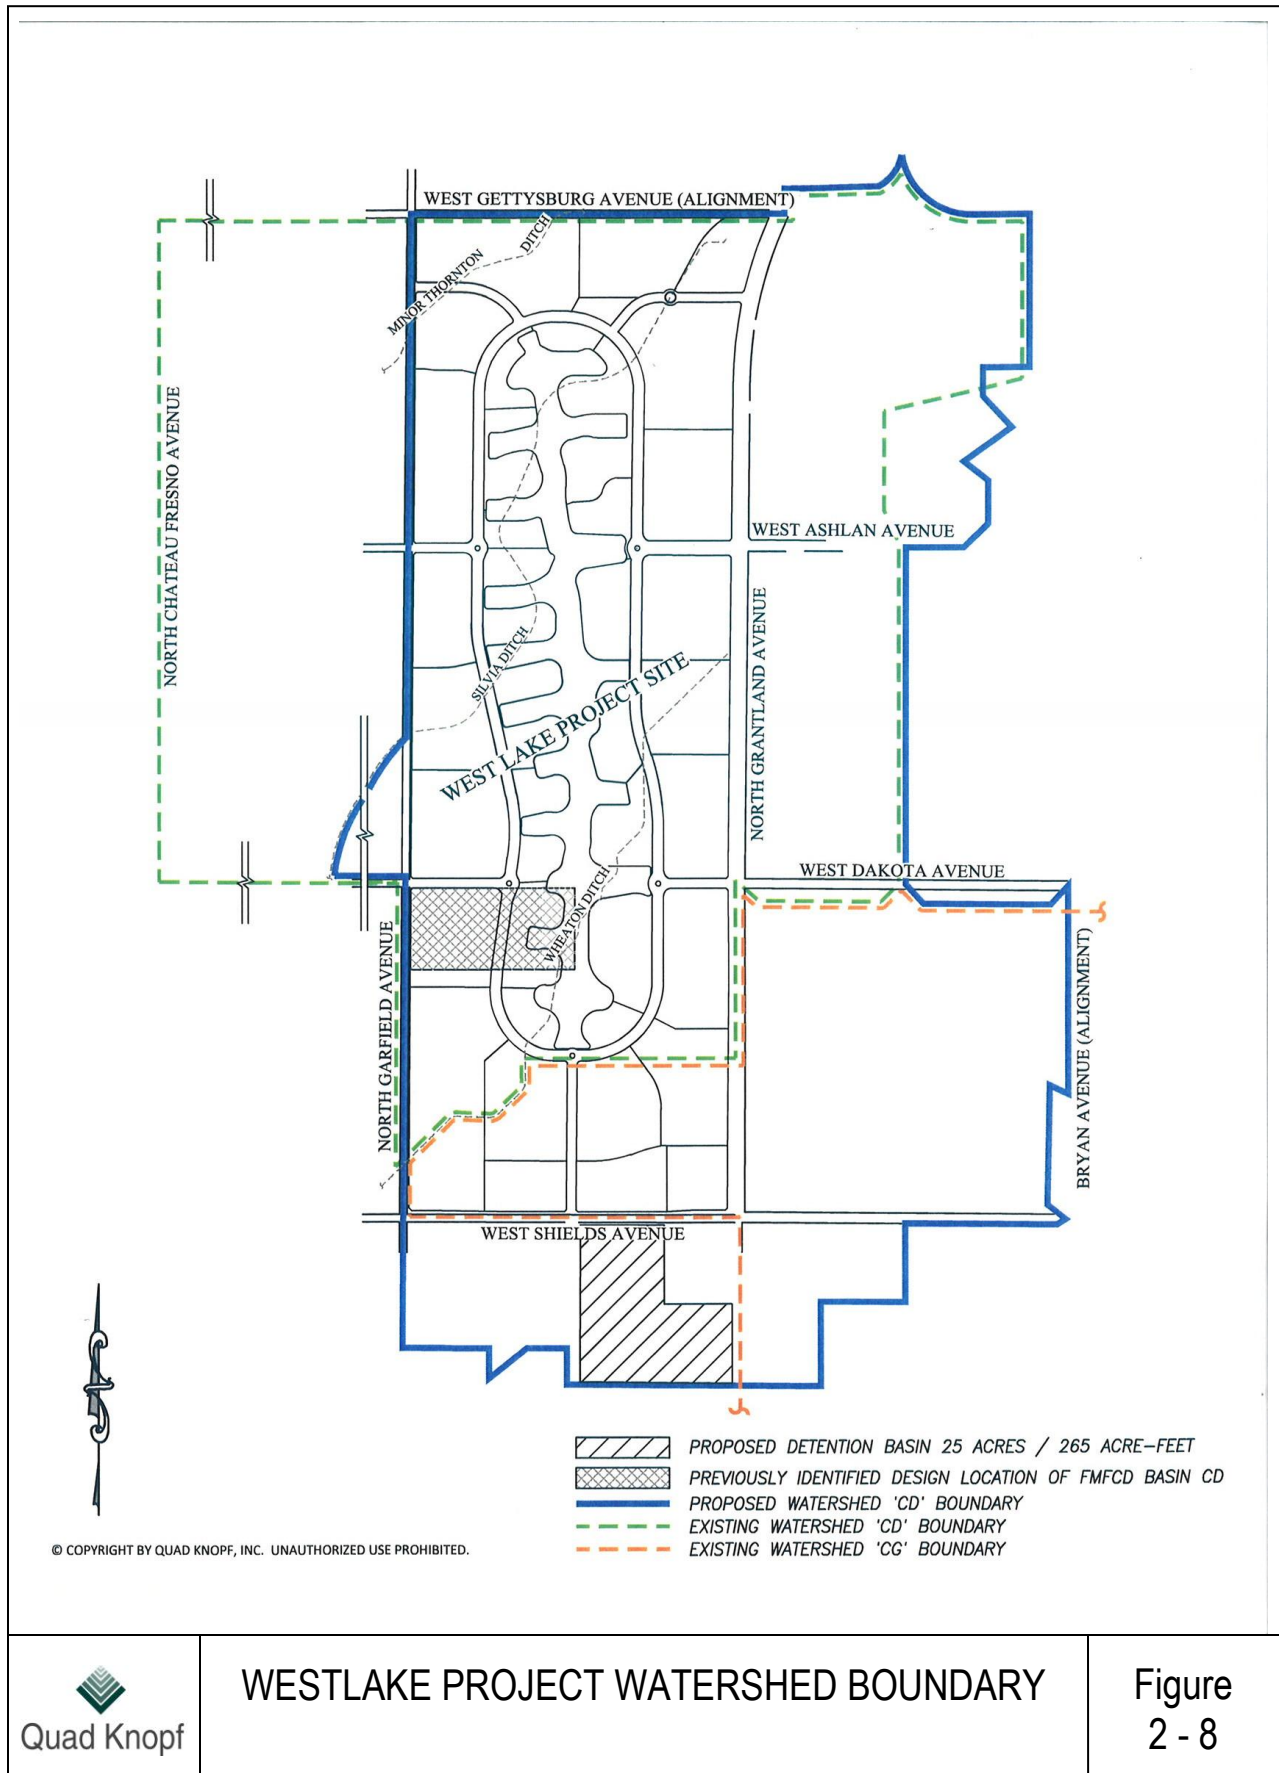 WEST GETTYSBURG AVENUE (ALIGNMENT)
MINOR THORNTON
DITCH
NORTH CHATEAU FRESNO AVENUE
WEST ASHLAN AVENUE
SILVIA DITCH
WEST LAKE PROJECT SITE
NORTH GRANTLAND AVENUE
WEST DAKOTA AVENUE
WHEATON DITCH
NORTH GARFIELD AVENUE
BRYAN AVENUE (ALIGNMENT)
WEST SHIELDS AVENUE
PROPOSED DETENTION BASIN 25 ACRES / 265 ACRE-FEET
PREVIOUSLY IDENTIFIED DESIGN LOCATION OF FMFCD BASIN CD
PROPOSED WATERSHED 'CD' BOUNDARY
EXISTING WATERSHED 'CD' BOUNDARY
EXISTING WATERSHED 'CG' BOUNDARY
© COPYRIGHT BY QUAD KNOPF, INC. UNAUTHORIZED USE PROHIBITED.
Quad Knopf
WESTLAKE PROJECT WATERSHED BOUNDARY
Figure
2 - 8